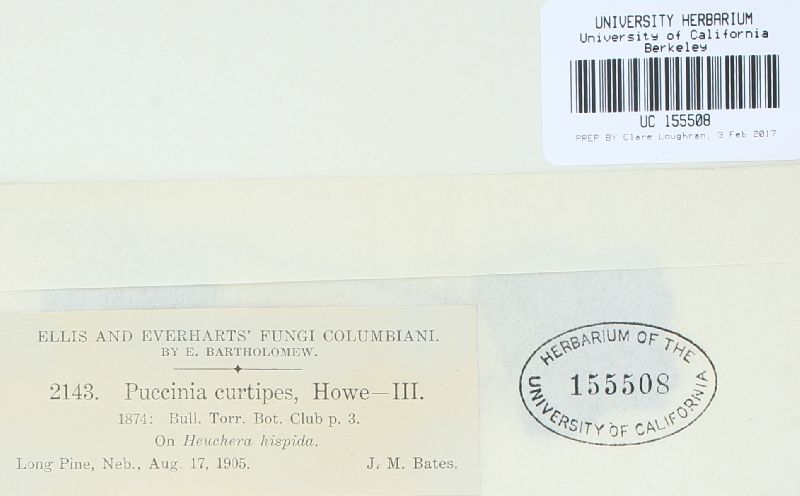 UNIVERSITY HERBARIUM
University of California
Berkeley
UC 155508
PREP BY Clare Loughran, 3 Feb 2017
ELLIS AND EVERHARTS' FUNGI COLUMBIANI.
BY E. BARTHOLOMEW.
2143. Puccinia curtipes, Howe—III.
1874: Bull. Torr. Bot. Club p. 3.
On Heuchera hispida.
Long Pine, Neb., Aug. 17, 1905. J. M. Bates.
HERBARIUM OF THE
155508
UNIVERSITY OF CALIFORNIA